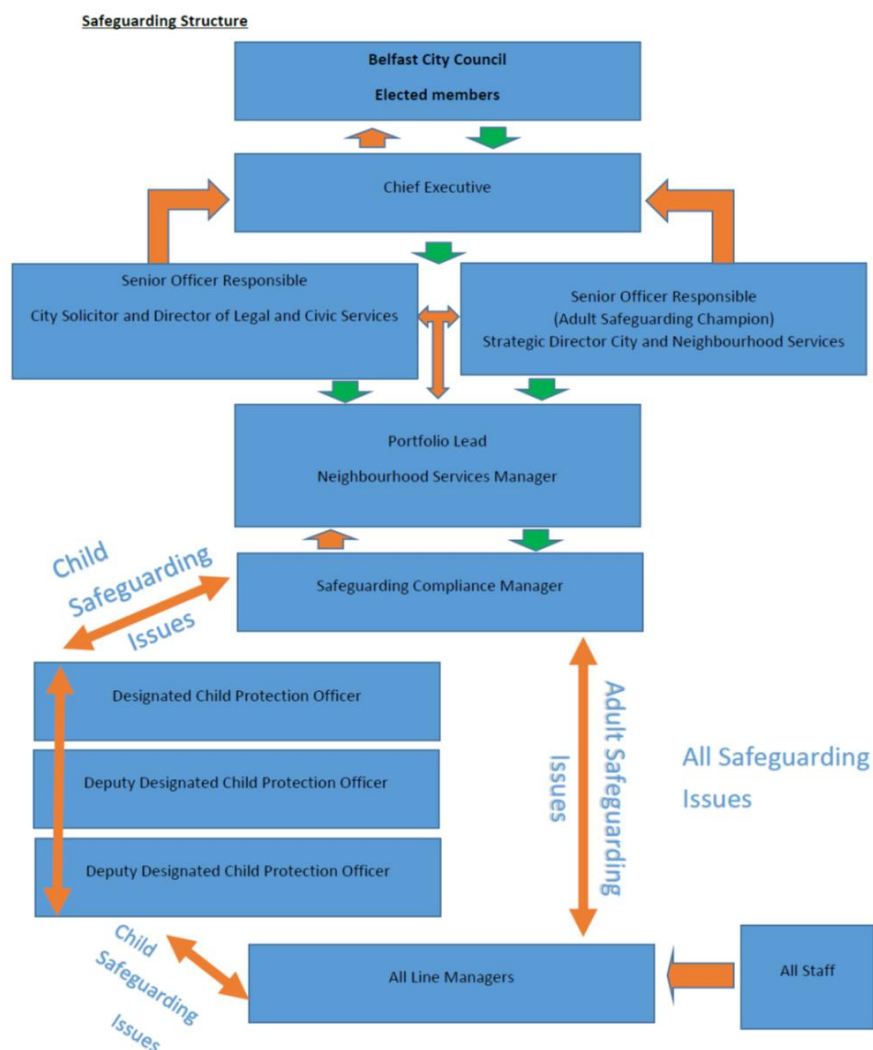 Safeguarding Structure
Belfast City Council
Elected members
Chief Executive
Senior Officer Responsible
City Solicitor and Director of Legal and Civic Services
Senior Officer Responsible
(Adult Safeguarding Champion)
Strategic Director City and Neighbourhood Services
Portfolio Lead
Neighbourhood Services Manager
Child
Safeguarding
Issues
Safeguarding Compliance Manager
Designated Child Protection Officer
Deputy Designated Child Protection Officer
Deputy Designated Child Protection Officer
Adult Safeguarding
Issues
All Safeguarding
Issues
Child
Safeguarding
Issues
All Line Managers
All Staff